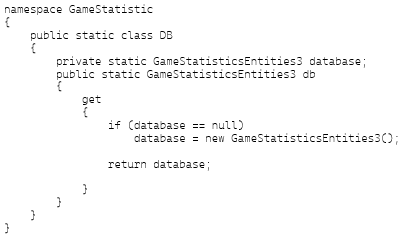 namespace GameStatistic
{
    public static class DB
    {
        private static GameStatisticsEntities3 database;
        public static GameStatisticsEntities3 db
        {
            get
            {
                if (database == null)
                    database = new GameStatisticsEntities3();

                return database;

            }
        }
    }
}